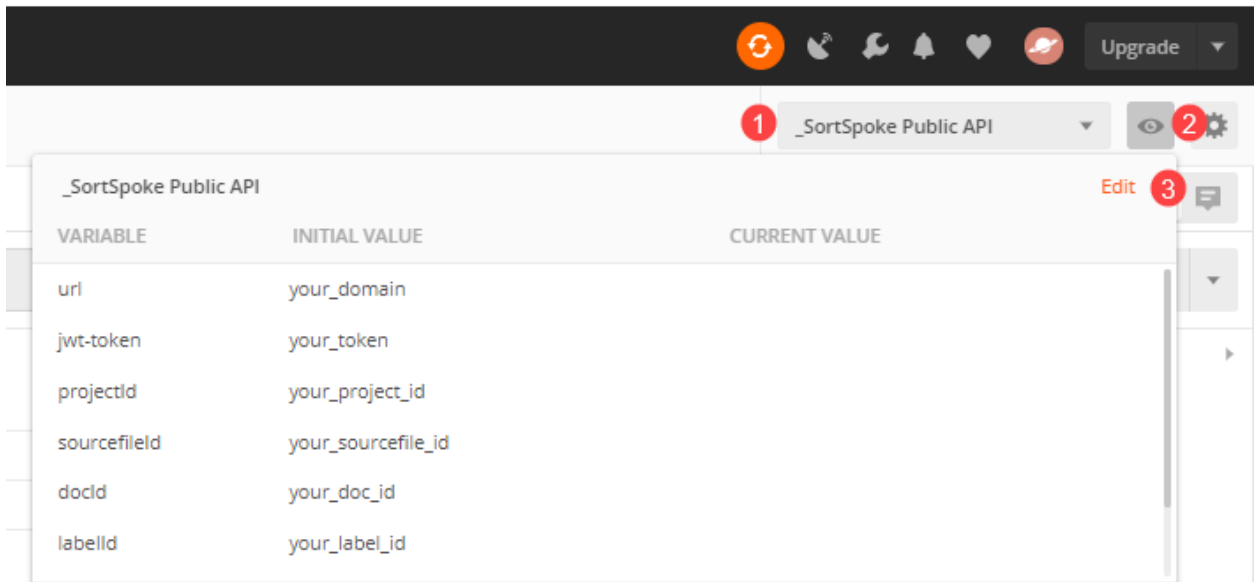 Upgrade
1 _SortSpoke Public API 2
_SortSpoke Public API Edit 3
VARIABLE INITIAL VALUE CURRENT VALUE
url your_domain
jwt-token your_token
projectId your_project_id
sourcefileId your_sourcefile_id
docId your_doc_id
labelId your_label_id